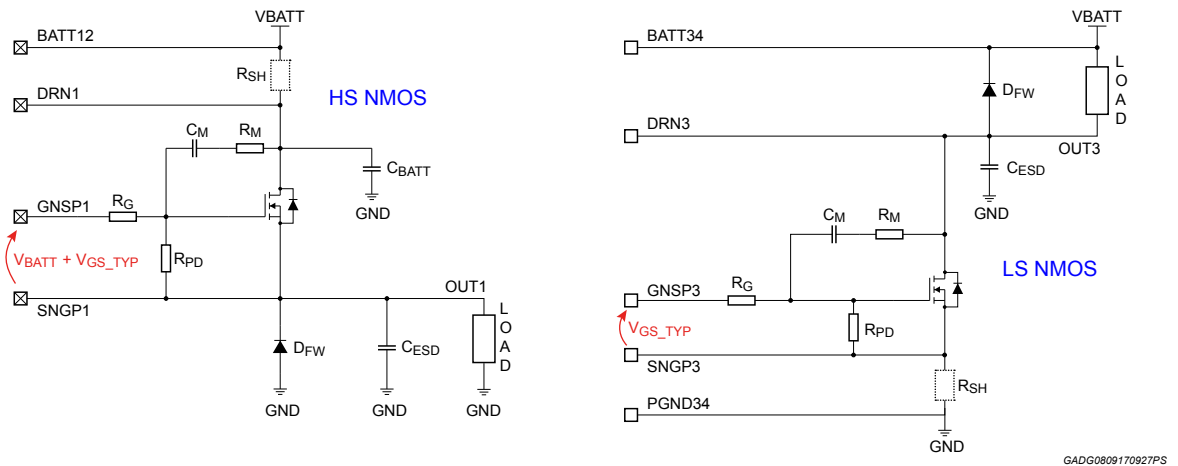 VBATT
BATT12
RSH
DRN1
HS NMOS
CM
RM
CBATT
GND
GNSP1
RG
VBATT + VGS_TYP
RPD
SNGP1
OUT1
DFW
CESD
LOAD
GND
GND
GND
VBATT
BATT34
DFW
LOAD
DRN3
OUT3
CESD
GND
CM
RM
LS NMOS
GNSP3
RG
VGS_TYP
RPD
SNGP3
RSH
PGND34
GND
GADG0809170927PS